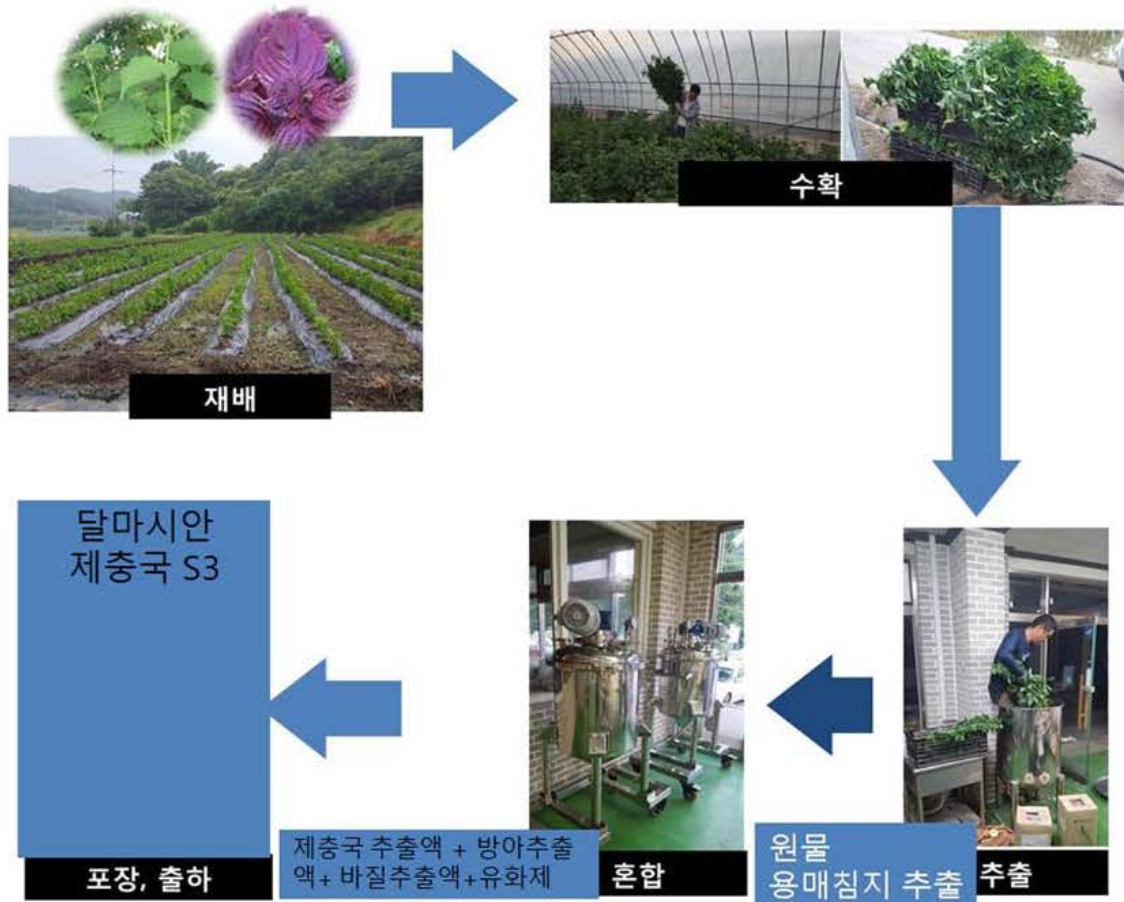 수확
재배
달마시안
제충국 S3
제충국 추출액 + 방아추출
액+ 바질추출액+유화제
포장, 출하
혼합
원물
용매침지 추출
추출